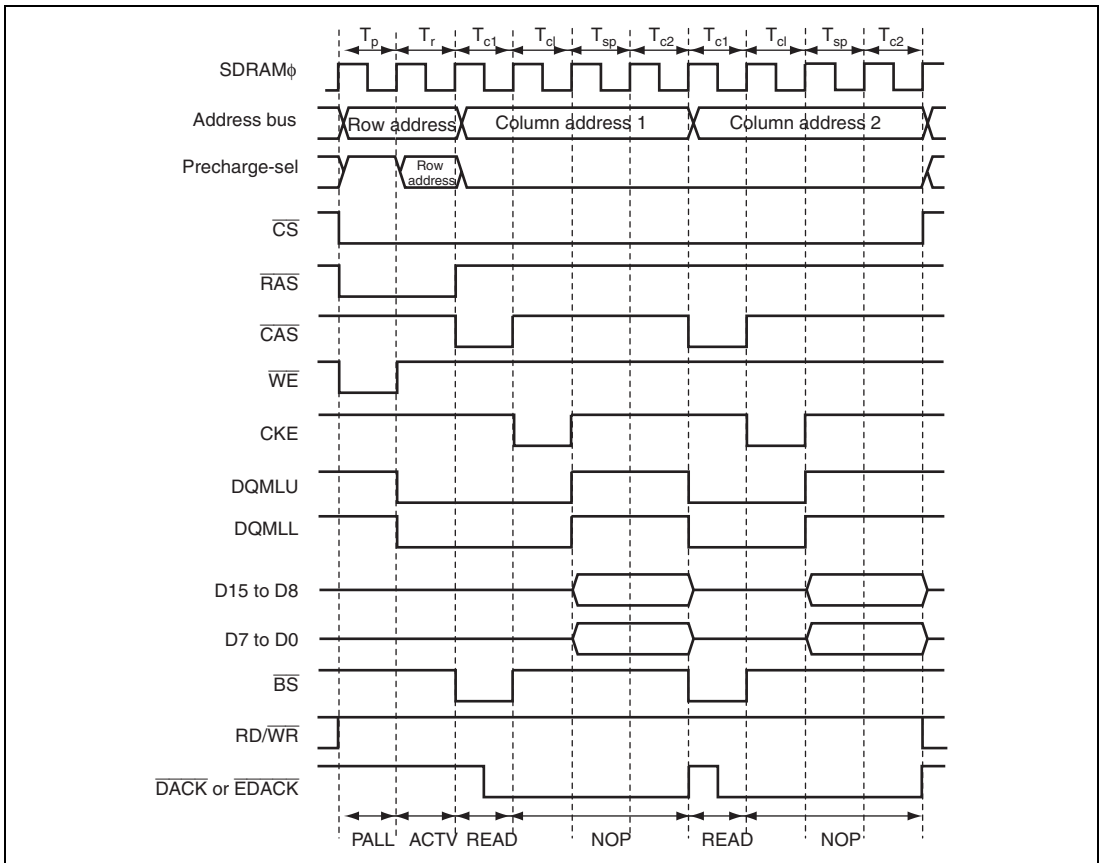 Tp Tr Tc1 Tcl Tsp Tc2 Tc1 Tcl Tsp Tc2
SDRAMφ
Address bus Row address Column address 1 Column address 2
Precharge-sel Row address
CS
RAS
CAS
WE
CKE
DQMLU
DQMLL
D15 to D8
D7 to D0
BS
RD/WR
DACK or EDACK
PALL ACTV READ NOP READ NOP